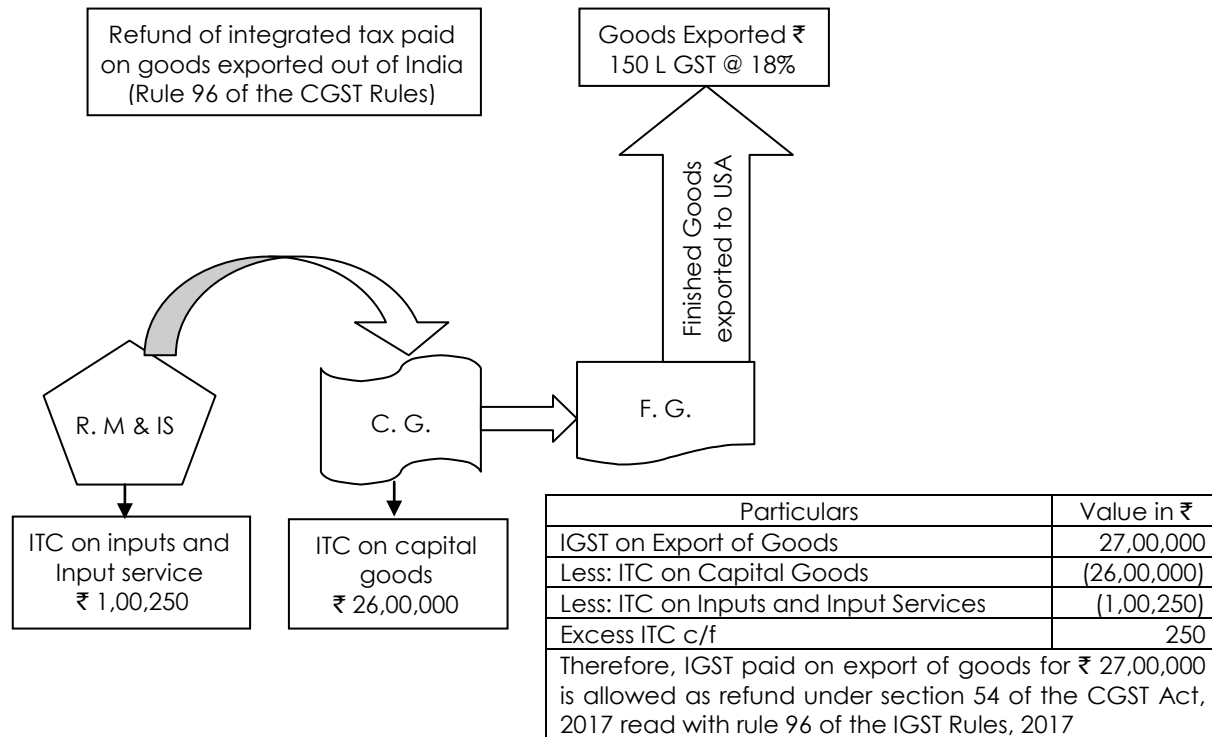 Refund of integrated tax paid
on goods exported out of India
(Rule 96 of the CGST Rules)
Goods Exported ₹
150 L GST @ 18%
Finished Goods
exported to USA
R. M & IS
C. G.
F. G.
ITC on inputs and
Input service
₹ 1,00,250
ITC on capital
goods
₹ 26,00,000
Particulars Value in ₹
IGST on Export of Goods 27,00,000
Less: ITC on Capital Goods (26,00,000)
Less: ITC on Inputs and Input Services (1,00,250)
Excess ITC c/f 250
Therefore, IGST paid on export of goods for ₹ 27,00,000
is allowed as refund under section 54 of the CGST Act,
2017 read with rule 96 of the IGST Rules, 2017